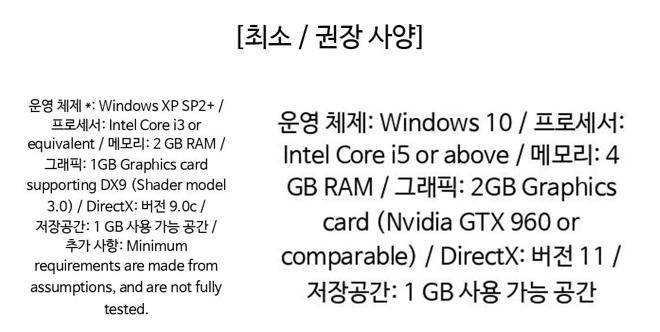 [최소 / 권장 사양]
운영 체제 *: Windows XP SP2+ /
프로세서: Intel Core i3 or
equivalent / 메모리: 2 GB RAM /
그래픽: 1GB Graphics card
supporting DX9 (Shader model
3.0) / DirectX: 버전 9.0c /
저장공간: 1 GB 사용 가능 공간 /
추가 사항: Minimum
requirements are made from
assumptions, and are not fully
tested.
운영 체제: Windows 10 / 프로세서:
Intel Core i5 or above / 메모리: 4
GB RAM / 그래픽: 2GB Graphics
card (Nvidia GTX 960 or
comparable) / DirectX: 버전 11 /
저장공간: 1 GB 사용 가능 공간